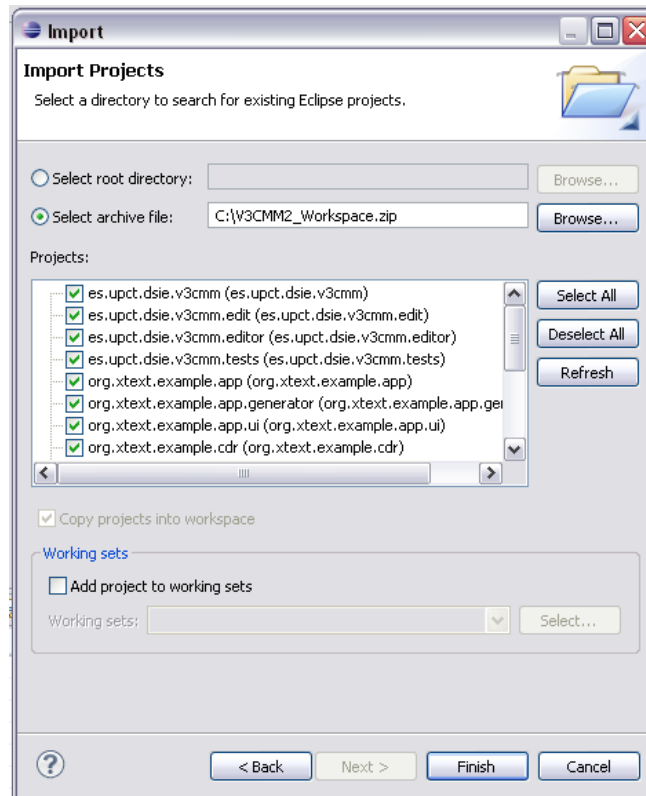 Import
Import Projects
Select a directory to search for existing Eclipse projects.
Select root directory:
Browse...
Select archive file:
C:\V3CMM2_Workspace.zip
Browse...
Projects:
es.upct.dsie.v3cmm (es.upct.dsie.v3cmm)
es.upct.dsie.v3cmm.edit (es.upct.dsie.v3cmm.edit)
es.upct.dsie.v3cmm.editor (es.upct.dsie.v3cmm.editor)
es.upct.dsie.v3cmm.tests (es.upct.dsie.v3cmm.tests)
org.xtext.example.app (org.xtext.example.app)
org.xtext.example.app.generator (org.xtext.example.app.gei
org.xtext.example.app.ui (org.xtext.example.app.ui)
org.xtext.example.cdr (org.xtext.example.cdr)
Select All
Deselect All
Refresh
Copy projects into workspace
Working sets
Add project to working sets
Working sets:
Select...
?
< Back
Next >
Finish
Cancel